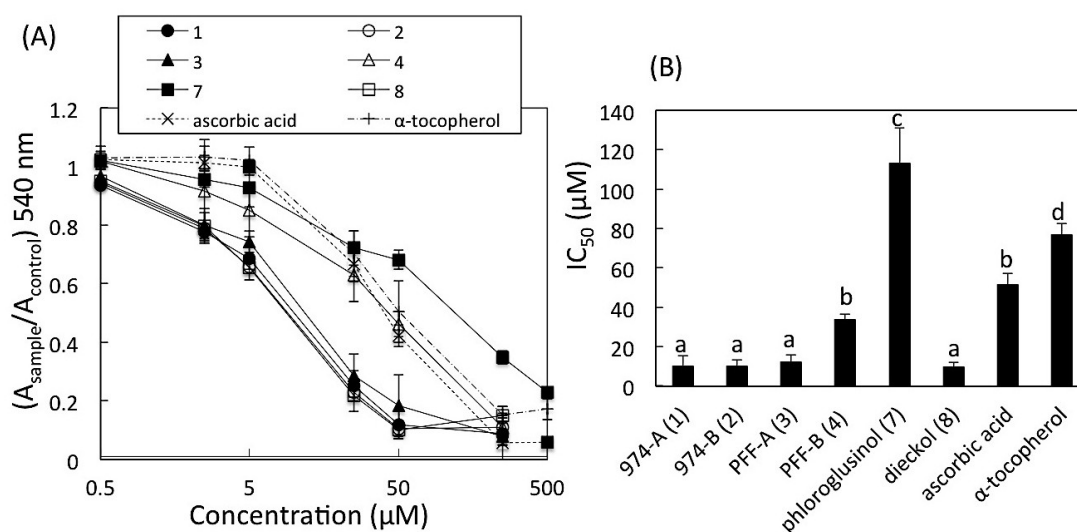 (A)
1 2
3 4
7 8
ascorbic acid α-tocopherol
(Asample/Acontrol) 540 nm
1.2
1
0.8
0.6
0.4
0.2
0
0.5 5 50 500
Concentration (μM)
(B)
IC50 (μM)
140
120
100
80
60
40
20
0
a a a b c a b d
974-A (1)
974-B (2)
PFF-A (3)
PFF-B (4)
phloroglusinol (7)
dieckol (8)
ascorbic acid
α-tocopherol